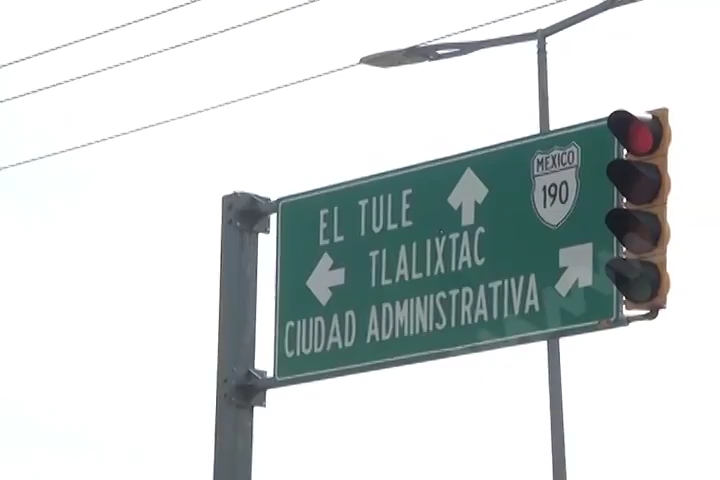 MEXICO
190
EL TULE
TLALIXTAC
CIUDAD ADMINISTRATIVA